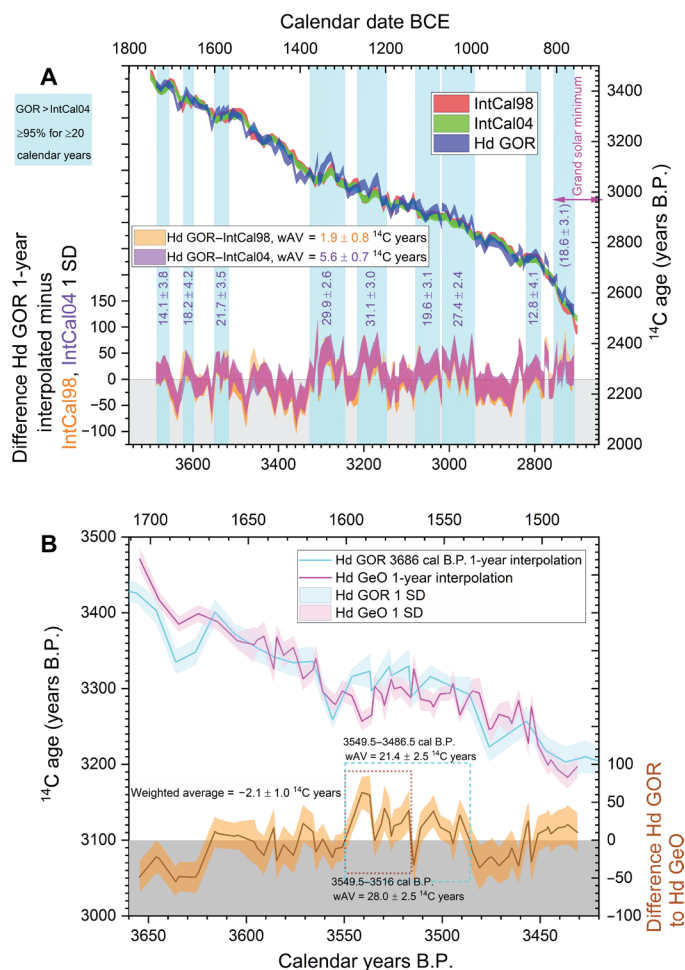 Calendar date BCE
1800 1600 1400 1200 1000 800
A
GOR > IntCal04
≥95% for ≥20
calendar years
IntCal98
IntCal04
Hd GOR
Grand solar minimum
3400
3200
3000
2800
2600
2400
2200
2000
¹⁴C age (years B.P.)
Hd GOR–IntCal98, wAV = 1.9 ± 0.8 ¹⁴C years
Hd GOR–IntCal04, wAV = 5.6 ± 0.7 ¹⁴C years
14.1 ± 3.8
18.2 ± 4.2
21.7 ± 3.5
29.9 ± 2.6
31.1 ± 3.0
19.6 ± 3.1
27.4 ± 2.4
12.8 ± 4.1
(18.6 ± 3.1)
Difference Hd GOR 1-year
interpolated minus
IntCal98, IntCal04 1 SD
150
100
50
0
−50
−100
3600 3400 3200 3000 2800
1700 1650 1600 1550 1500
B
Hd GOR 3686 cal B.P. 1-year interpolation
Hd GeO 1-year interpolation
Hd GOR 1 SD
Hd GeO 1 SD
3500
3400
3300
3200
3100
3000
¹⁴C age (years B.P.)
3549.5–3486.5 cal B.P.
wAV = 21.4 ± 2.5 ¹⁴C years
Weighted average = −2.1 ± 1.0 ¹⁴C years
3549.5–3516 cal B.P.
wAV = 28.0 ± 2.5 ¹⁴C years
100
50
0
−50
−100
Difference Hd GOR
to Hd GeO
3650 3600 3550 3500 3450
Calendar years B.P.